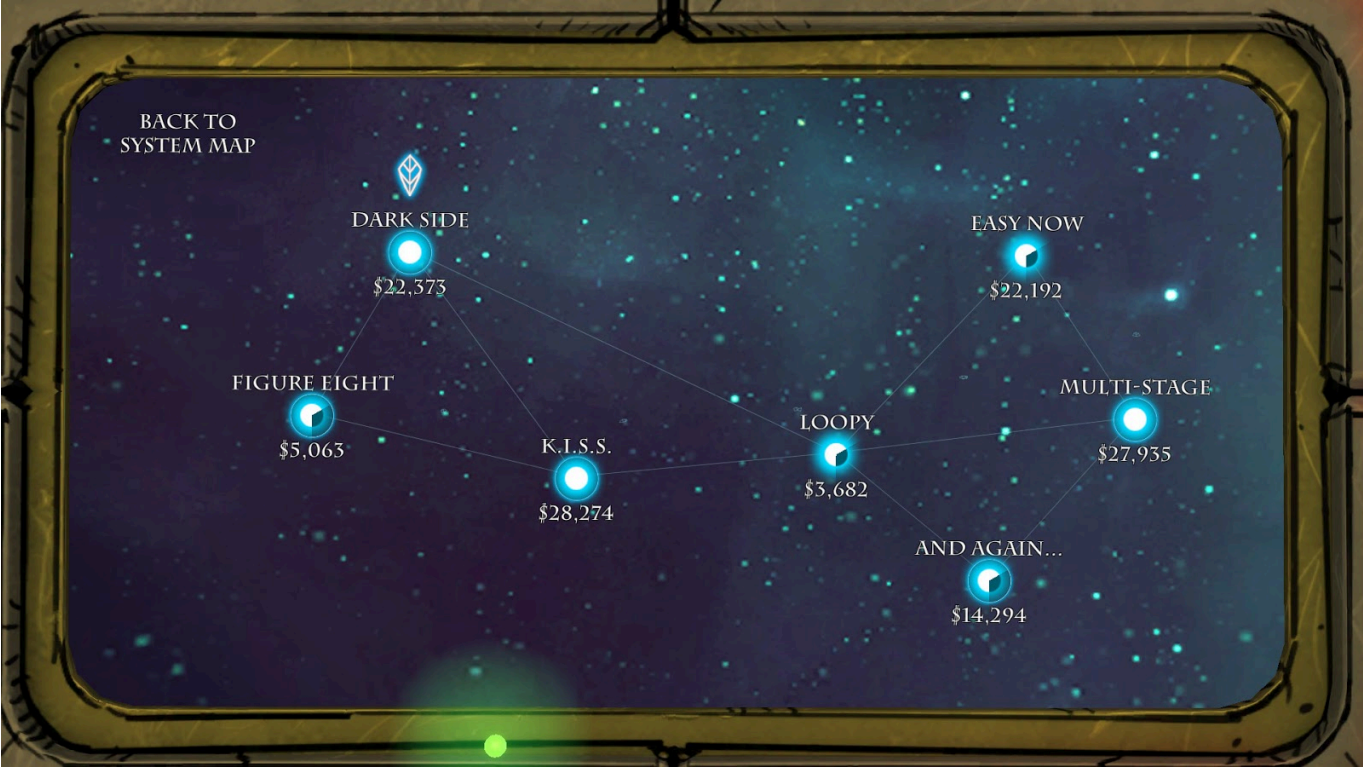 BACK TO
SYSTEM MAP
DARK SIDE
$22,373
EASY NOW
$22,192
FIGURE EIGHT
$5,063
MULTI-STAGE
$27,935
LOOPY
$3,682
K.I.S.S.
$28,274
AND AGAIN...
$14,294